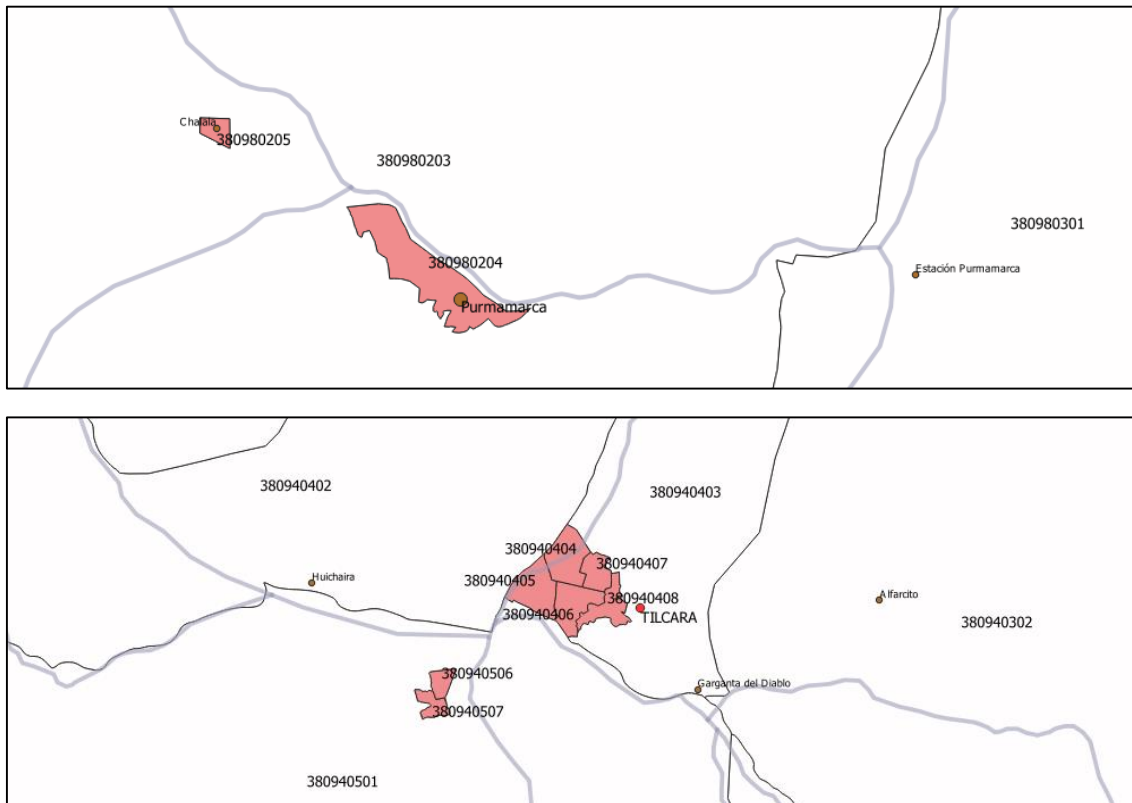 Chalala
380980205
380980203
380980301
380980204
Estación Purmamarca
Purmamarca
380940402
380940403
380940404
380940407
Huichaira
380940405
380940408
Alfarcito
380940406
TILCARA
380940302
380940506
Garganta del Diablo
380940507
380940501